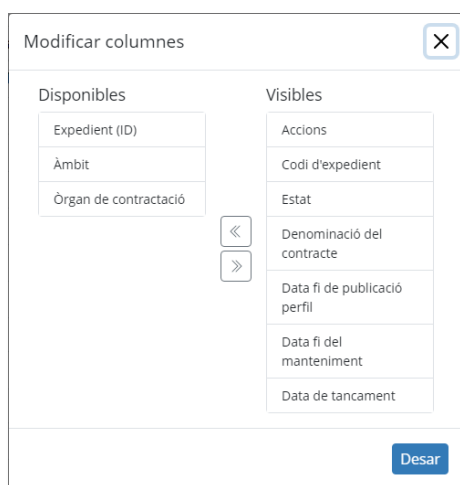 Modificar columnes
Disponibles
Expedient (ID)
Àmbit
Òrgan de contractació
Visibles
Accions
Codi d'expedient
Estat
Denominació del
contracte
Data fi de publicació
perfil
Data fi del
manteniment
Data de tancament
Desar